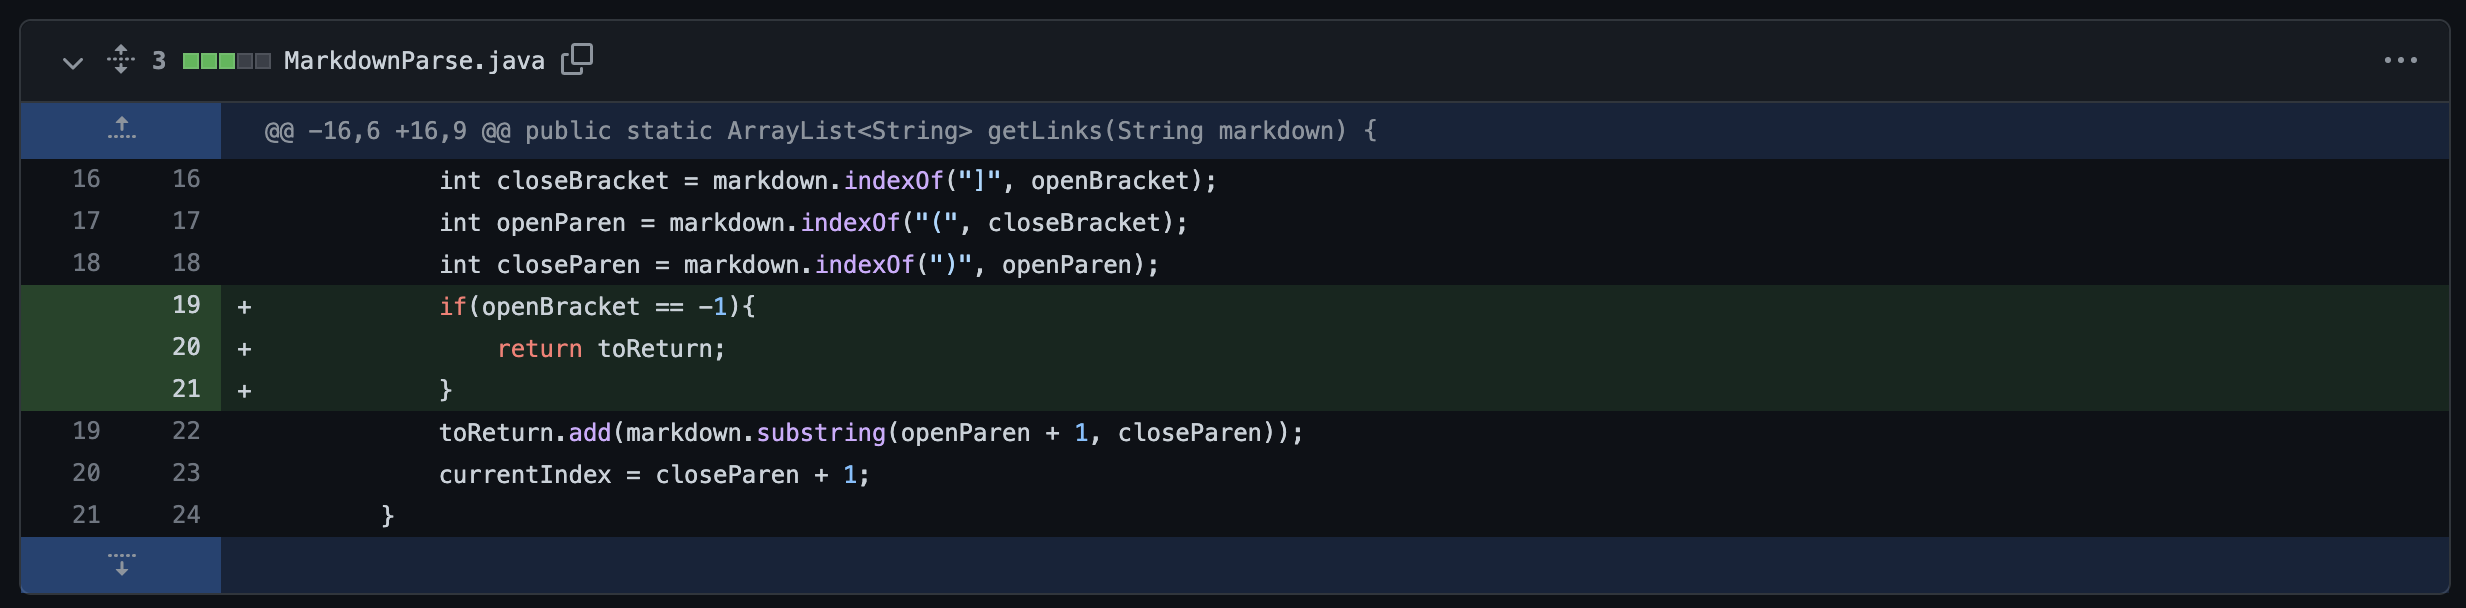 3 MarkdownParse.java
@@ -16,6 +16,9 @@ public static ArrayList<String> getLinks(String markdown) {
16 16 int closeBracket = markdown.indexOf("]", openBracket);
17 17 int openParen = markdown.indexOf("(", closeBracket);
18 18 int closeParen = markdown.indexOf(")", openParen);
19 + if(openBracket == -1){
20 + return toReturn;
21 + }
19 22 toReturn.add(markdown.substring(openParen + 1, closeParen));
20 23 currentIndex = closeParen + 1;
21 24 }